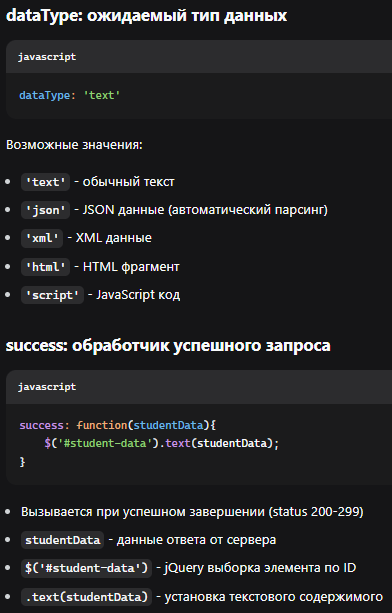 dataType: ожидаемый тип данных
javascript
dataType: 'text'
Возможные значения:
'text' - обычный текст
'json' - JSON данные (автоматический парсинг)
'xml' - XML данные
'html' - HTML фрагмент
'script' - JavaScript код
success: обработчик успешного запроса
javascript
success: function(studentData){
    $('#student-data').text(studentData);
}
Вызывается при успешном завершении (status 200-299)
studentData - данные ответа от сервера
$('#student-data') - jQuery выборка элемента по ID
.text(studentData) - установка текстового содержимого